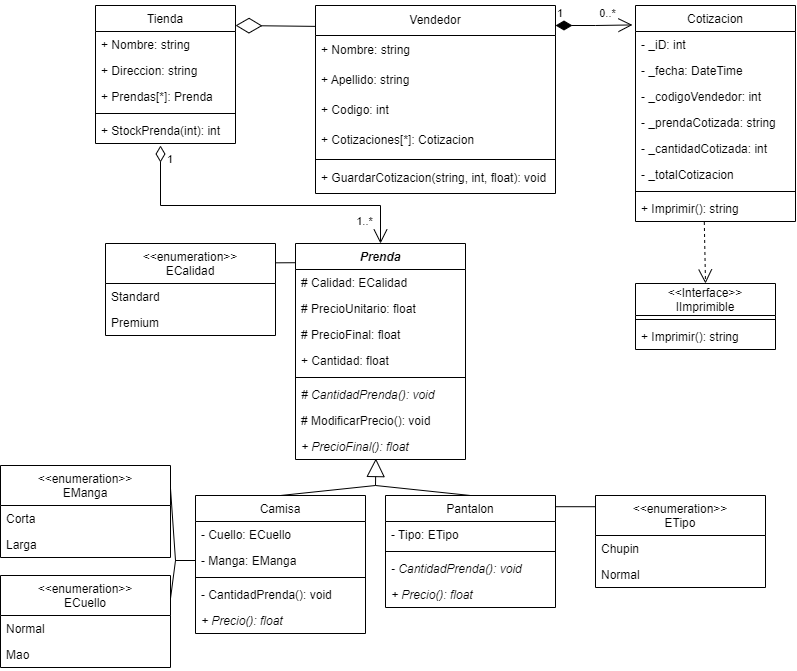 Tienda
+ Nombre: string
+ Direccion: string
+ Prendas[*]: Prenda
+ StockPrenda(int): int
1
Vendedor
+ Nombre: string
+ Apellido: string
+ Codigo: int
+ Cotizaciones[*]: Cotizacion
+ GuardarCotizacion(string, int, float): void
1
0..*
Cotizacion
- _iD: int
- _fecha: DateTime
- _codigoVendedor: int
- _prendaCotizada: string
- _cantidadCotizada: int
- _totalCotizacion
+ Imprimir(): string
1..*
<<enumeration>>
ECalidad
Standard
Premium
Prenda
# Calidad: ECalidad
# PrecioUnitario: float
# PrecioFinal: float
+ Cantidad: float
# CantidadPrenda(): void
# ModificarPrecio(): void
+ PrecioFinal(): float
<<Interface>>
IImprimible
+ Imprimir(): string
<<enumeration>>
EManga
Corta
Larga
<<enumeration>>
ECuello
Normal
Mao
Camisa
- Cuello: ECuello
- Manga: EManga
- CantidadPrenda(): void
+ Precio(): float
Pantalon
- Tipo: ETipo
- CantidadPrenda(): void
+ Precio(): float
<<enumeration>>
ETipo
Chupin
Normal